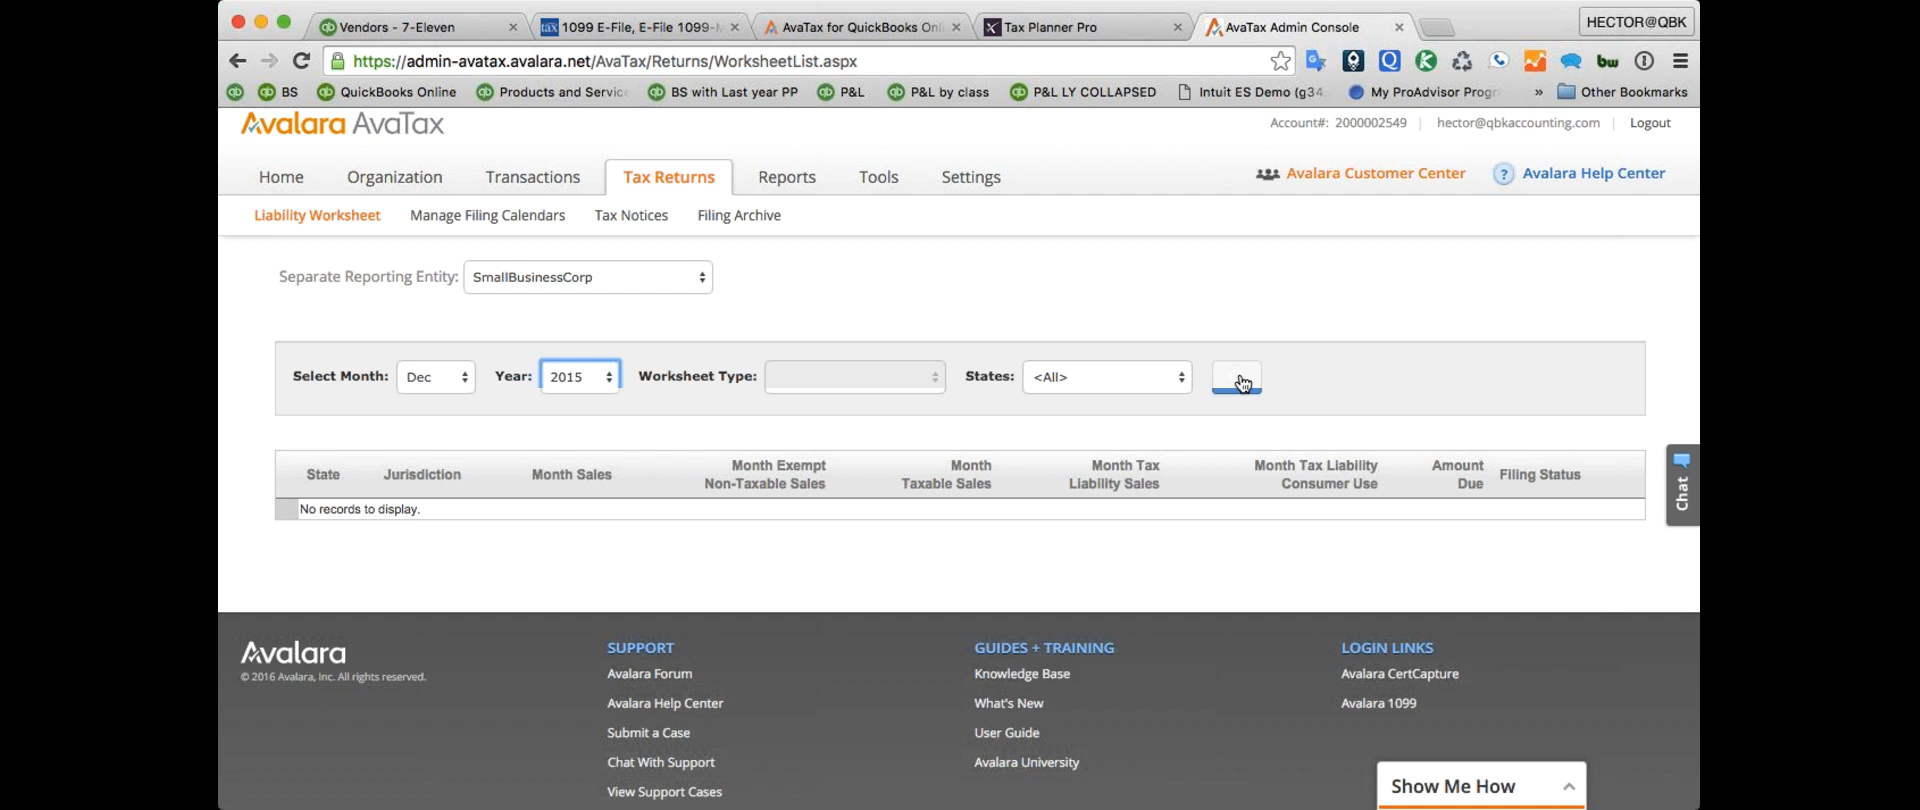 Vendors - 7-Eleven
1099 E-File, E-File 1099-
AvaTax for QuickBooks Onl
Tax Planner Pro
AvaTax Admin Console
HECTOR@QBK
https://admin-avatax.avalara.net/AvaTax/Returns/WorksheetList.aspx
BS
QuickBooks Online
Products and Servic
BS with Last year PP
P&L
P&L by class
P&L LY COLLAPSED
Intuit ES Demo (g34
My ProAdvisor Progr
»
Other Bookmarks
Avalara AvaTax
Account#: 2000002549 | hector@qbkaccounting.com | Logout
Home
Organization
Transactions
Tax Returns
Reports
Tools
Settings
Avalara Customer Center
? Avalara Help Center
Liability Worksheet
Manage Filing Calendars
Tax Notices
Filing Archive
Separate Reporting Entity: SmallBusinessCorp
Select Month: Dec
Year: 2015
Worksheet Type:
States: <All>
State
Jurisdiction
Month Sales
Month Exempt
Non-Taxable Sales
Month
Taxable Sales
Month Tax
Liability Sales
Month Tax Liability
Consumer Use
Amount
Due
Filing Status
No records to display.
Chat
Avalara
© 2016 Avalara, Inc. All rights reserved.
SUPPORT
Avalara Forum
Avalara Help Center
Submit a Case
Chat With Support
View Support Cases
GUIDES + TRAINING
Knowledge Base
What's New
User Guide
Avalara University
LOGIN LINKS
Avalara CertCapture
Avalara 1099
Show Me How